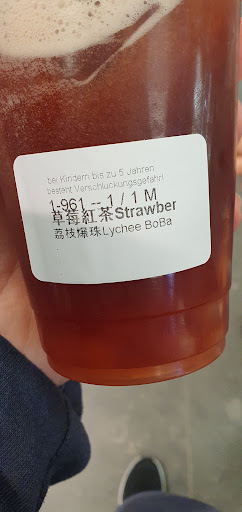 bei Kindern bis zu 5 Jahren
besteht Verschluckungsgefahr!
1-961 -- 1 / 1 M
草莓紅茶Strawber
荔枝爆珠Lychee BoBa